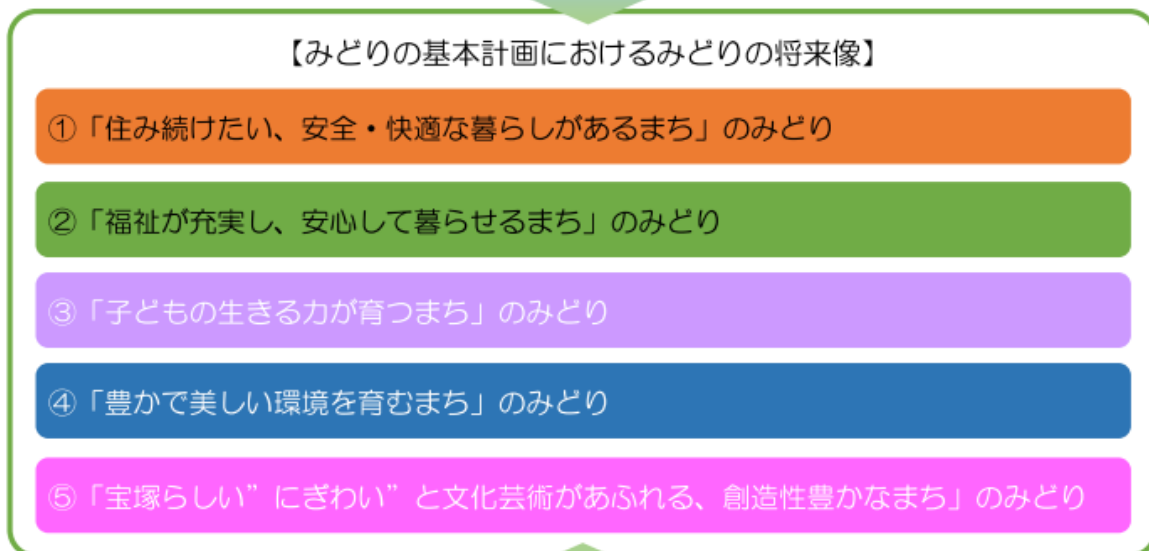 【みどりの基本計画におけるみどりの将来像】
①「住み続けたい、安全・快適な暮らしがあるまち」のみどり
②「福祉が充実し、安心して暮らせるまち」のみどり
③「子どもの生きる力が育つまち」のみどり
④「豊かで美しい環境を育むまち」のみどり
⑤「宝塚らしい”にぎわい”と文化芸術があふれる、創造性豊かなまち」のみどり